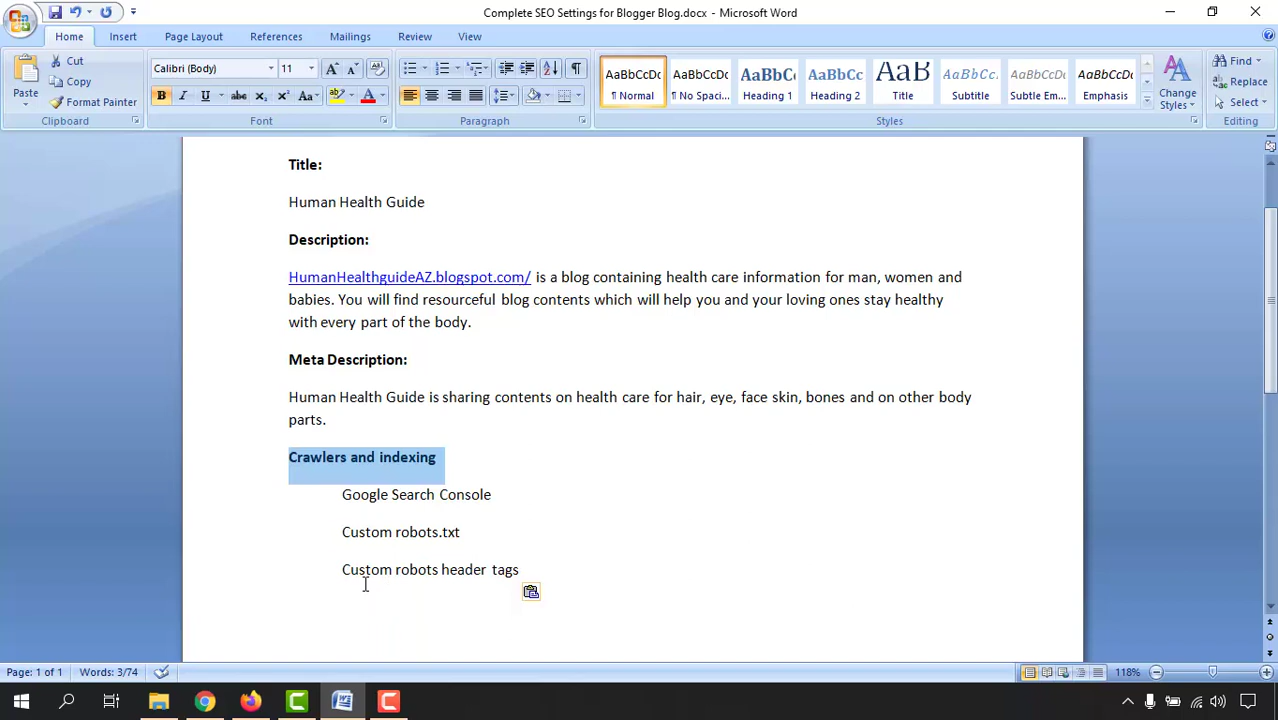 Complete SEO Settings for Blogger Blog.docx - Microsoft Word
Home Insert Page Layout References Mailings Review View
Paste
Cut
Copy
Format Painter
Clipboard
Calibri (Body) 11
Font
Paragraph
AaBbCcDc AaBbCcDc AaBbC AaBbCc AaB AaBbCc. AaBbCcDc AaBbCcDc
¶ Normal ¶ No Spaci... Heading 1 Heading 2 Title Subtitle Subtle Em... Emphasis
Change Styles
Styles
Find
Replace
Select
Editing
Title:
Human Health Guide
Description:
HumanHealthguideAZ.blogspot.com/ is a blog containing health care information for man, women and
babies. You will find resourceful blog contents which will help you and your loving ones stay healthy
with every part of the body.
Meta Description:
Human Health Guide is sharing contents on health care for hair, eye, face skin, bones and on other body
parts.
Crawlers and indexing
Google Search Console
Custom robots.txt
Custom robots header tags
Page: 1 of 1 Words: 3/74 118%